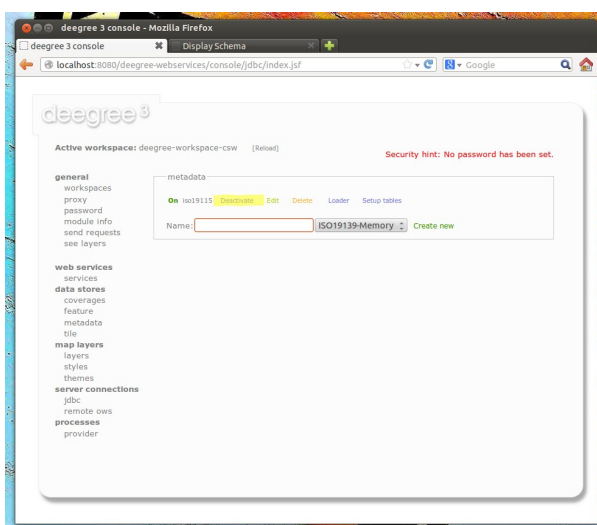 deegree 3 console - Mozilla Firefox
deegree 3 console
Display Schema
localhost:8080/deegree-webservices/console/jdbc/index.jsf
Google
deegree 3
Active workspace: deegree-workspace-csw [Reload]
Security hint: No password has been set.
general
workspaces
proxy
password
module info
send requests
see layers
web services
services
data stores
coverages
feature
metadata
tile
map layers
layers
styles
themes
server connections
jdbc
remote ows
processes
provider
metadata
On iso19115 Deactivate Edit Delete Loader Setup tables
Name: ISO19139-Memory Create new